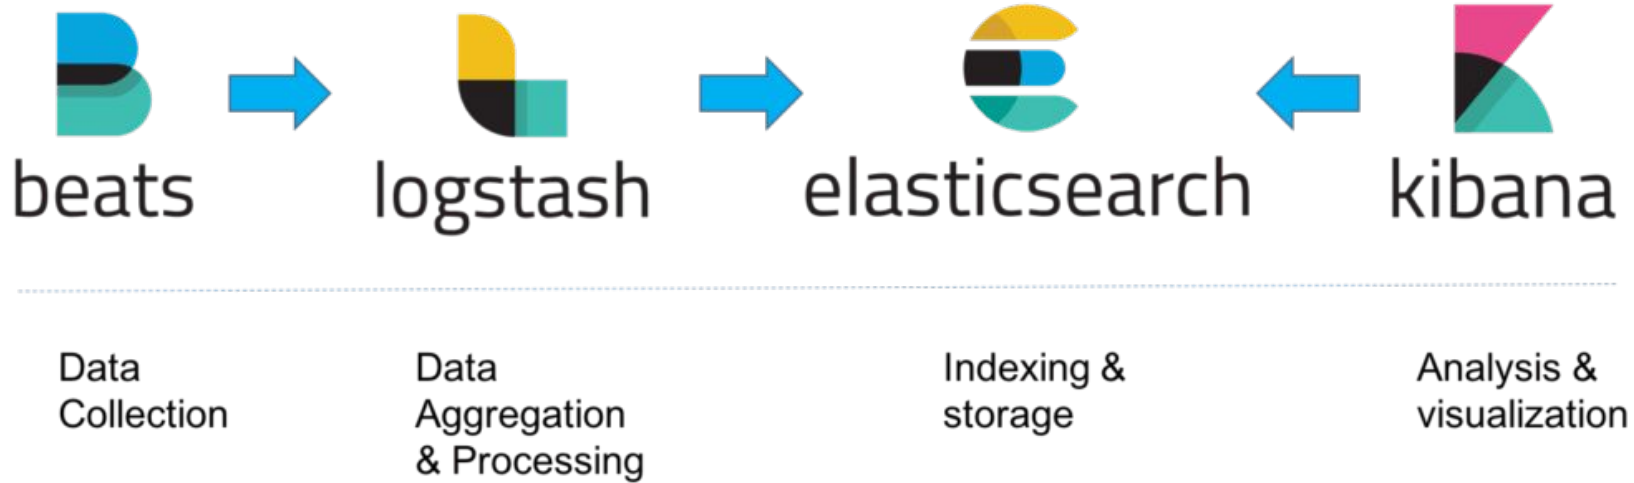 beats
logstash
elasticsearch
kibana
Data
Collection
Data
Aggregation
& Processing
Indexing &
storage
Analysis &
visualization